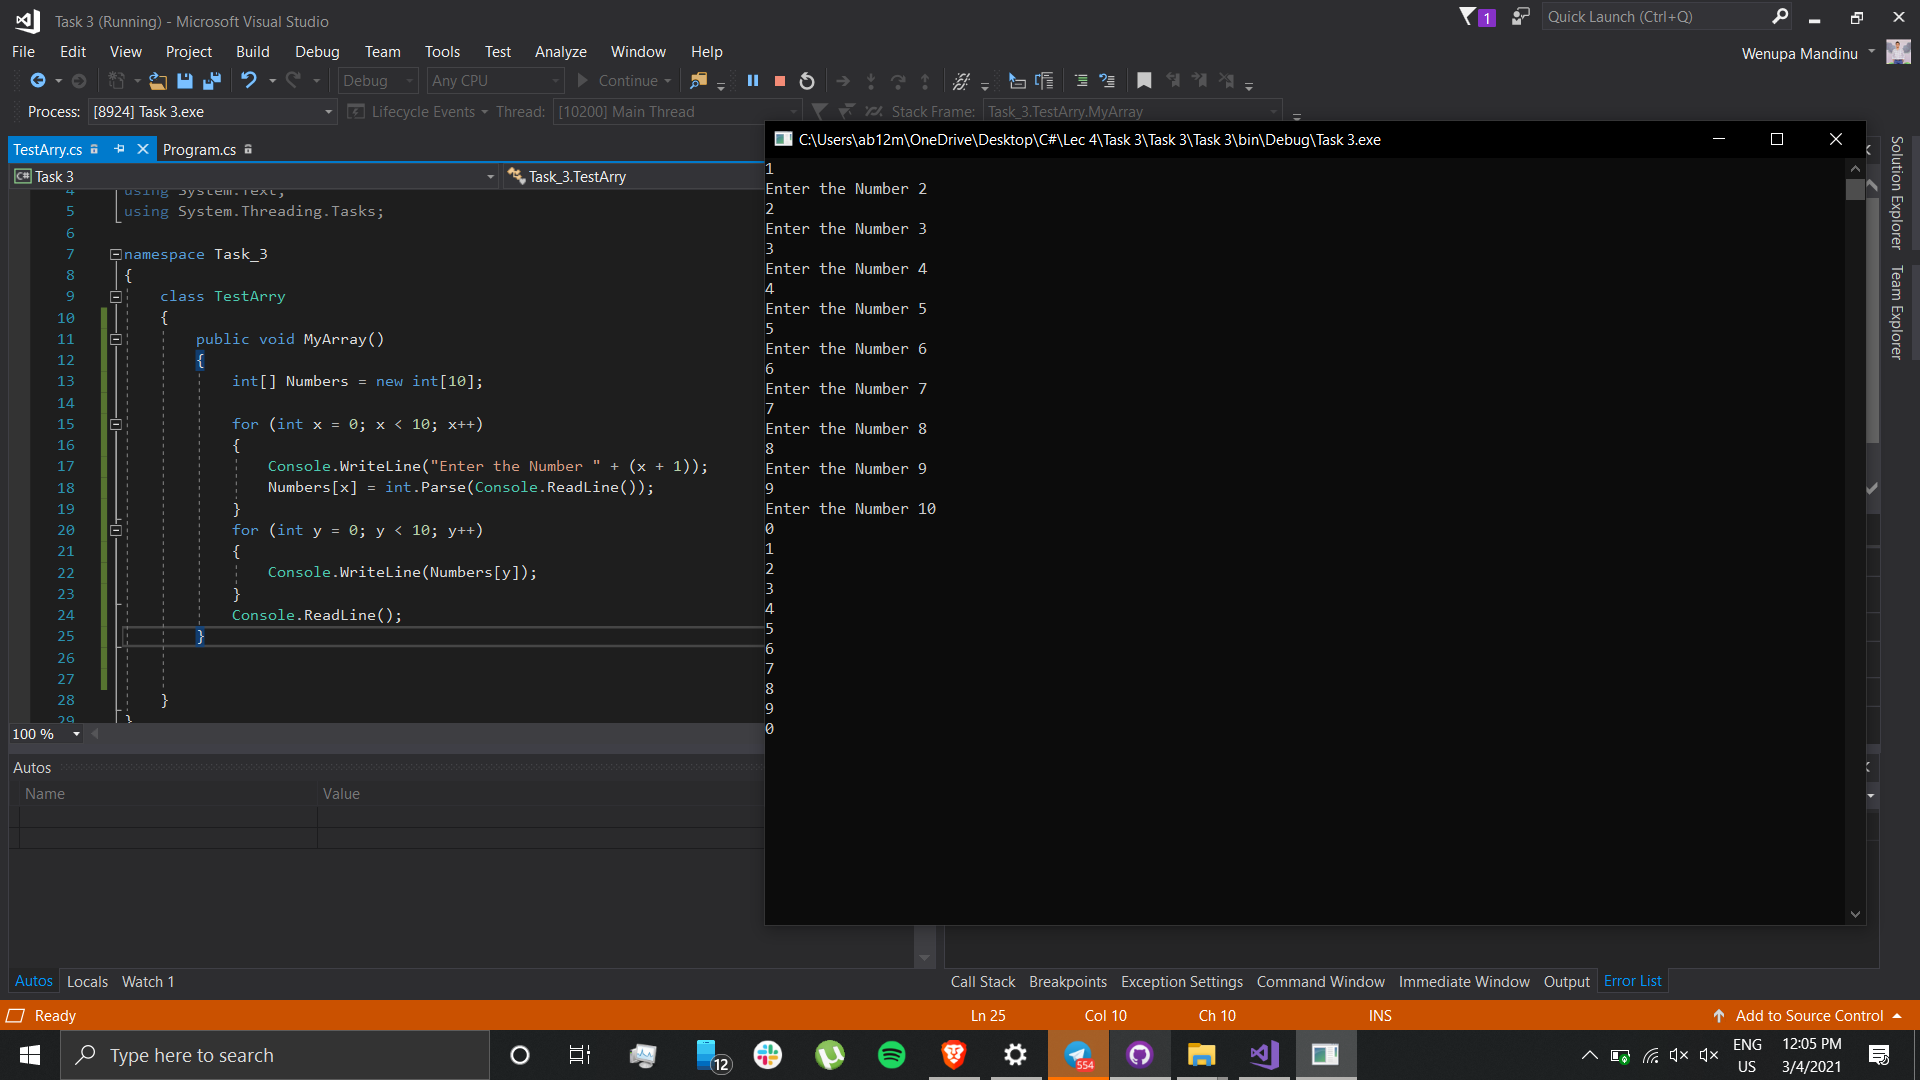 Task 3 (Running) - Microsoft Visual Studio
1
Quick Launch (Ctrl+Q)
File Edit View Project Build Debug Team Tools Test Analyze Window Help
Wenupa Mandinu
Debug Any CPU Continue
Process: [8924] Task 3.exe Lifecycle Events Thread: [10200] Main Thread Stack Frame: Task_3.TestArry.MyArray
TestArry.cs Program.cs
Task 3 Task_3.TestArry
4 using System.Text;
5 using System.Threading.Tasks;
6
7 namespace Task_3
8 {
9 class TestArry
10 {
11 public void MyArray()
12 {
13 int[] Numbers = new int[10];
14
15 for (int x = 0; x < 10; x++)
16 {
17 Console.WriteLine("Enter the Number " + (x + 1));
18 Numbers[x] = int.Parse(Console.ReadLine());
19 }
20 for (int y = 0; y < 10; y++)
21 {
22 Console.WriteLine(Numbers[y]);
23 }
24 Console.ReadLine();
25 }
26
27
28 }
29 }
100 %
C:\Users\ab12m\OneDrive\Desktop\C#\Lec 4\Task 3\Task 3\Task 3\bin\Debug\Task 3.exe
1
Enter the Number 2
2
Enter the Number 3
3
Enter the Number 4
4
Enter the Number 5
5
Enter the Number 6
6
Enter the Number 7
7
Enter the Number 8
8
Enter the Number 9
9
Enter the Number 10
0
1
2
3
4
5
6
7
8
9
0
Solution Explorer
Team Explorer
Autos
Name Value
Autos Locals Watch 1
Call Stack Breakpoints Exception Settings Command Window Immediate Window Output Error List
Ready Ln 25 Col 10 Ch 10 INS Add to Source Control
Type here to search
12
554
ENG
US
12:05 PM
3/4/2021